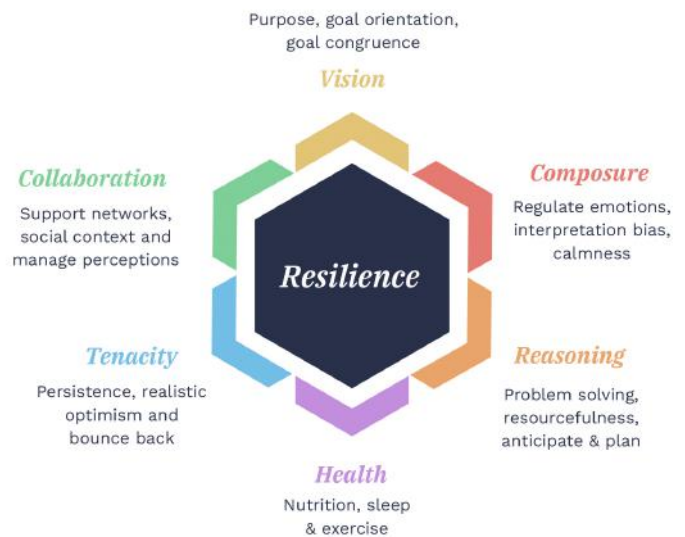 Purpose, goal orientation,
goal congruence
Vision
Collaboration
Support networks,
social context and
manage perceptions
Composure
Regulate emotions,
interpretation bias,
calmness
Resilience
Tenacity
Persistence, realistic
optimism and
bounce back
Reasoning
Problem solving,
resourcefulness,
anticipate & plan
Health
Nutrition, sleep
& exercise